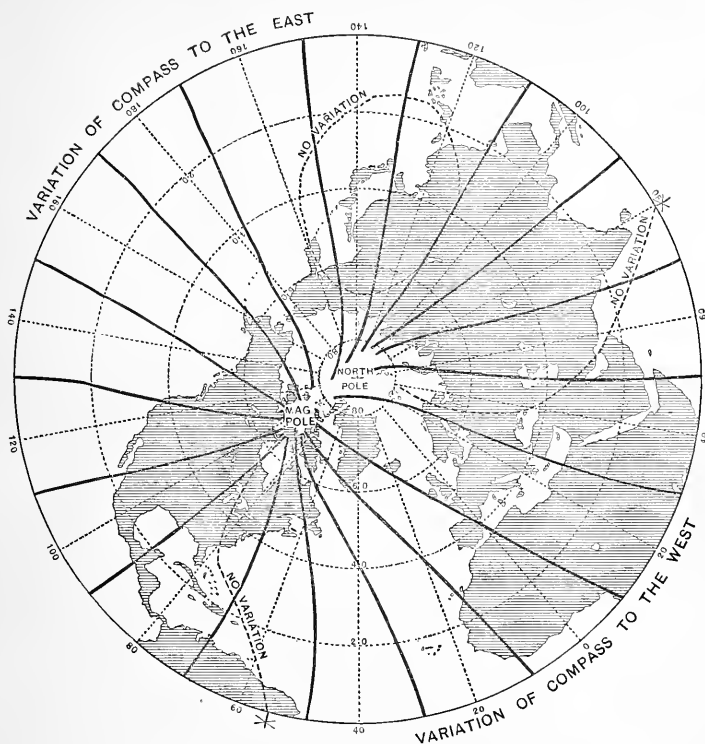 VARIATION OF COMPASS TO THE EAST
140
160
120
180
100
160
140
120
100
80
60
40
20
0
20
60
NO VARIATION
NO VARIATION
NO VARIATION
NORTH
POLE
MAG
POLE
80
VARIATION OF COMPASS TO THE WEST